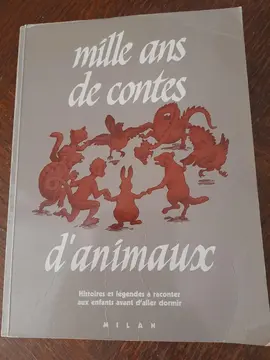 mille ans
de contes
d'animaux
Histoires et légendes à raconter
aux enfants avant d'aller dormir
MILAN